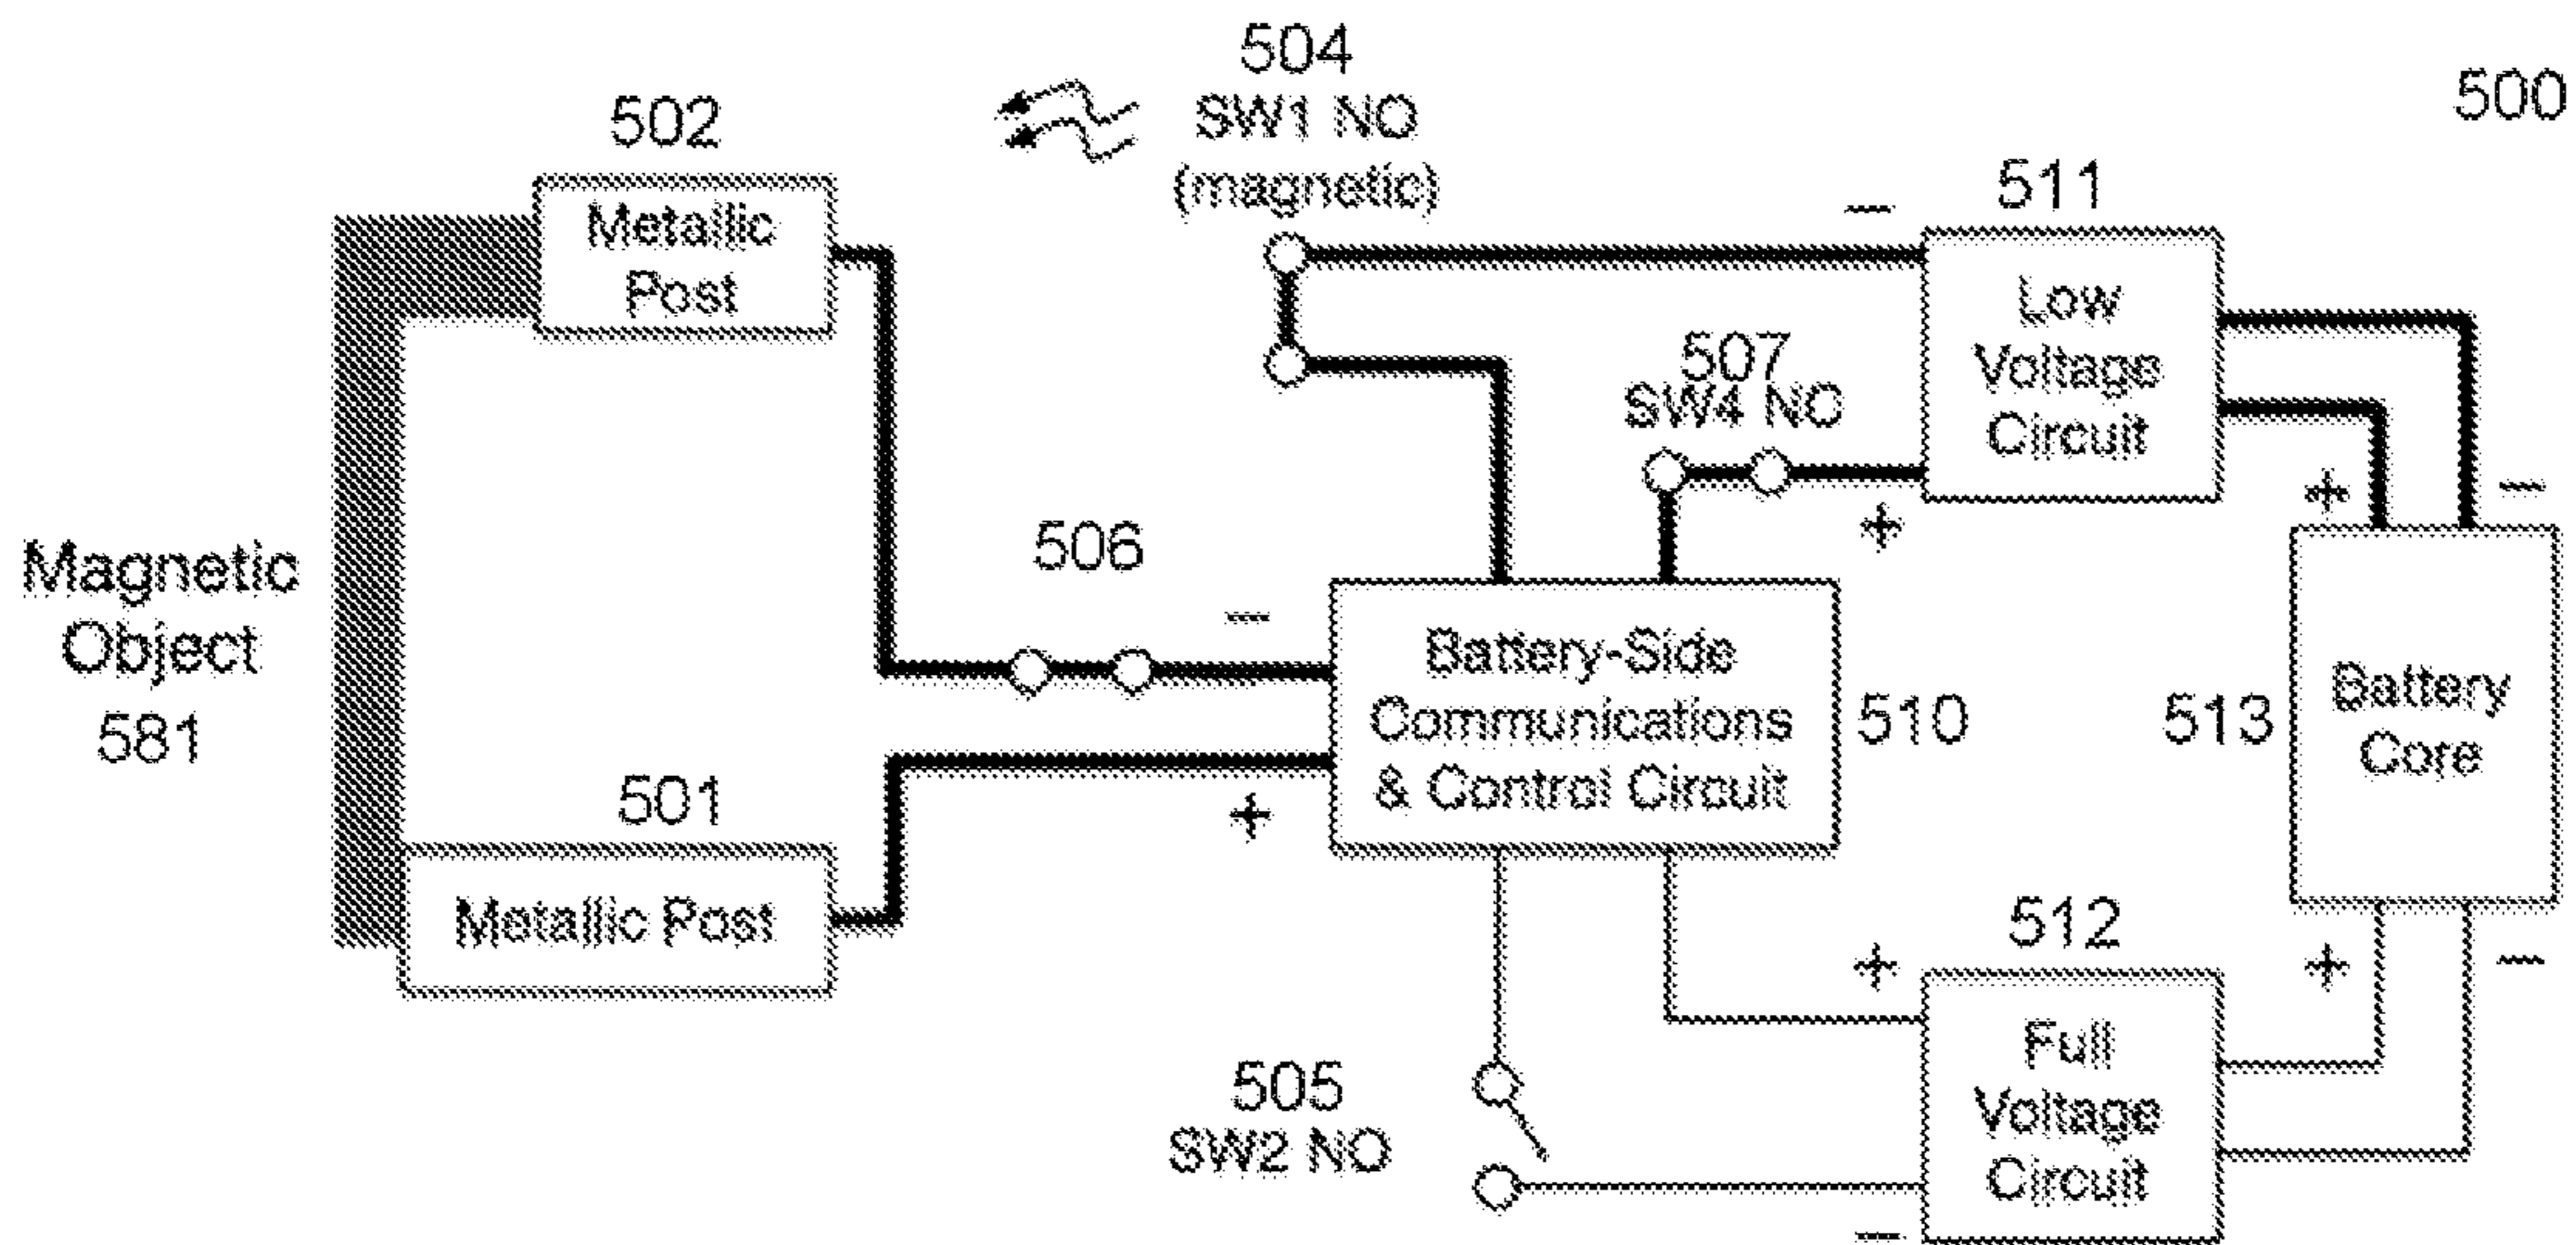 504
SW1 NO
(magnetic)
500
502
Metallic
Post
511
—
Low
Voltage
Circuit
507
SW4 NO
+
+
—
Magnetic
Object
581
506
—
Battery-Side
Communications
& Control Circuit
510
513
Battery
Core
501
Metallic Post
+
512
+
+
—
Full
Voltage
Circuit
505
SW2 NO
—